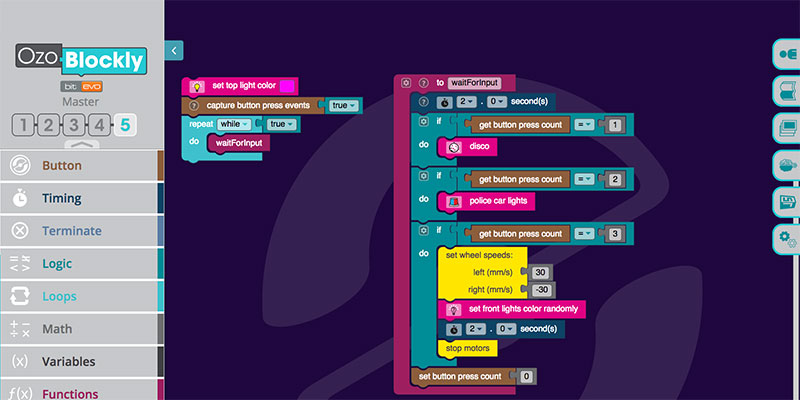 Ozo Blockly
bit evo
Master
1 2 3 4 5
Button
Timing
Terminate
Logic
Loops
Math
(x) Variables
f(x) Functions
set top light color
? capture button press events true
repeat while true
do waitForInput
? to waitForInput
? 2 . 0 second(s)
if get button press count = 1
do disco
if get button press count = 2
do police car lights
if get button press count = 3
do set wheel speeds:
left (mm/s) 30
right (mm/s) -30
set front lights color randomly
2 . 0 second(s)
stop motors
set button press count 0